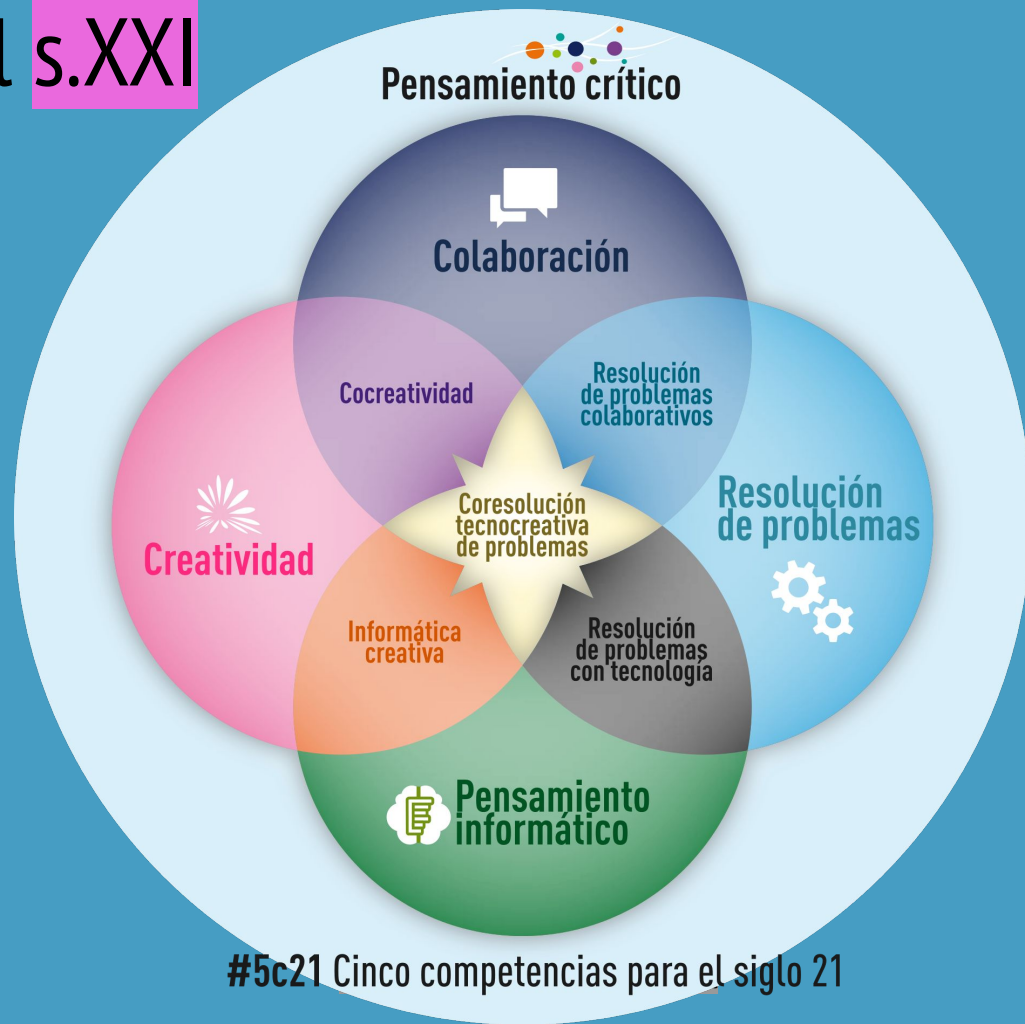 l s.XXI
Pensamiento crítico
Colaboración
Cocreatividad
Resolución
de problemas
colaborativos
Creatividad
Coresolución
tecnocreativa
de problemas
Resolución
de problemas
Informática
creativa
Resolución
de problemas
con tecnología
Pensamiento
informático
#5c21 Cinco competencias para el siglo 21